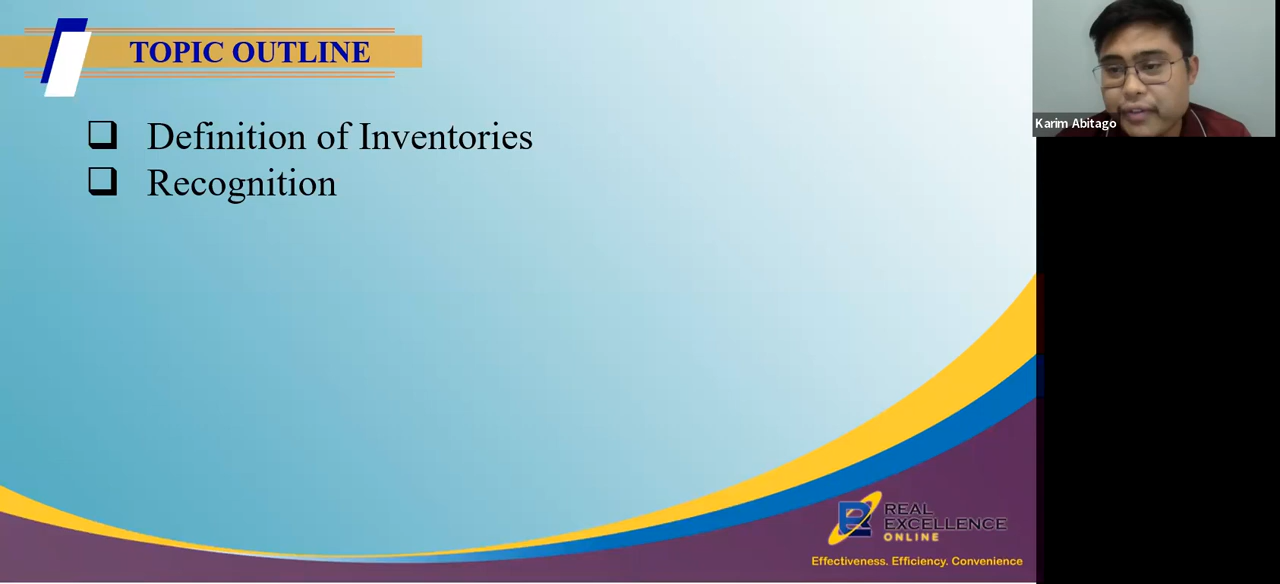 TOPIC OUTLINE
Definition of Inventories
Recognition
Karim Abitago
REAL
EXCELLENCE
ONLINE
Effectiveness. Efficiency. Convenience